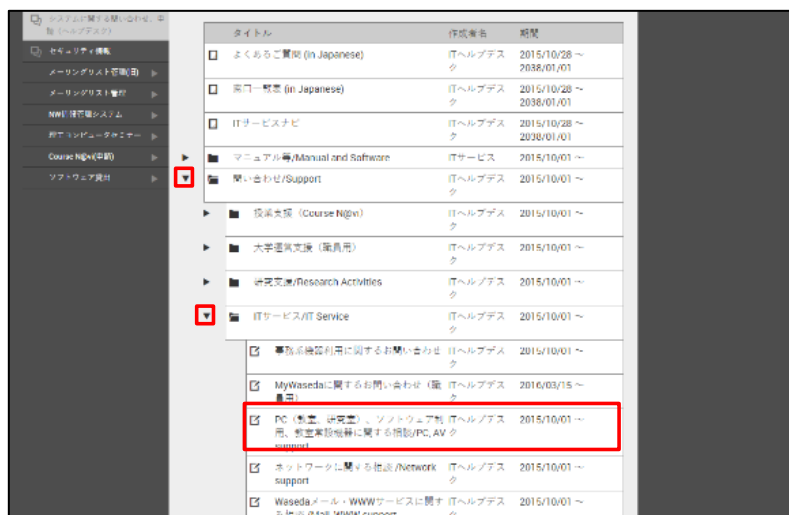 システムに関する問い合わせ、申
請（ヘルプデスク）
セキュリティ情報
メーリングリスト管理(旧)
メーリングリスト管理
NW管理システム
コンピュータセミナー
Course N@vi(申請)
ソフトウェア貸出
タイトル 作成者名 期間
よくあるご質問 (in Japanese) ITヘルプデス 2015/10/28 ～
ク 2038/01/01
窓口一覧表 (in Japanese) ITヘルプデス 2015/10/28 ～
ク 2038/01/01
ITサービスナビ ITヘルプデス 2015/10/28 ～
ク 2038/01/01
マニュアル等/Manual and Software ITサービス 2015/10/01 ～
問い合わせ/Support ITヘルプデス 2015/10/01 ～
ク
授業支援（Course N@vi） ITヘルプデス 2015/10/01 ～
ク
大学運営支援（職員用） ITヘルプデス 2015/10/01 ～
ク
研究支援/Research Activities ITヘルプデス 2015/10/01 ～
ク
ITサービス/IT Service ITヘルプデス 2015/10/01 ～
ク
事務系機器利用に関するお問い合わせ ITヘルプデス 2015/10/01 ～
ク
MyWasedaに関するお問い合わせ（職 ITヘルプデス 2016/03/15 ～
員用） ク
PC（教室、研究室）、ソフトウェア利 ITヘルプデス 2015/10/01 ～
用、教室常設機器に関する相談/PC, AV ク
support
ネットワークに関する相談/Network ITヘルプデス 2015/10/01 ～
support ク
Wasedaメール・WWWサービスに関す ITヘルプデス 2015/10/01 ～
る相談/Mail, WWW support ク